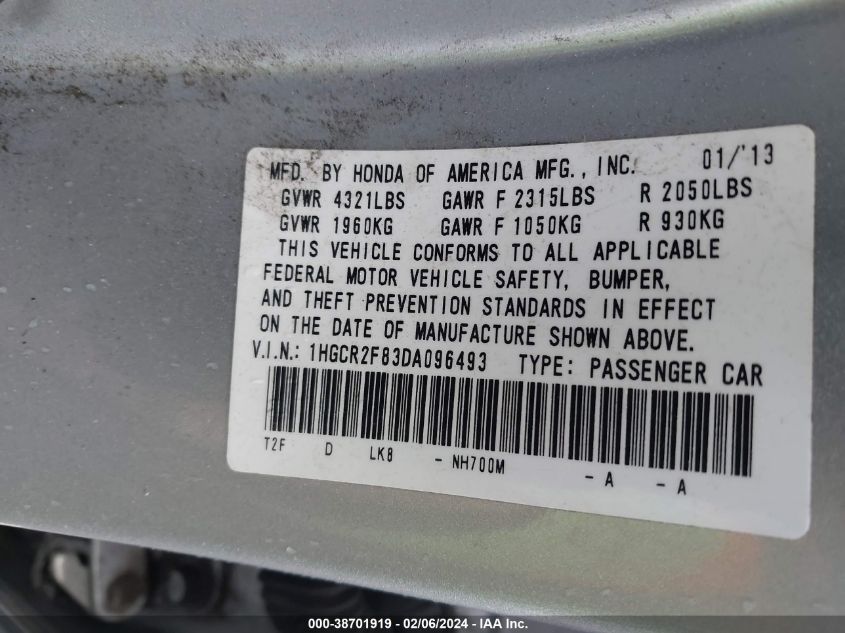 MFD. BY HONDA OF AMERICA MFG., INC. 01/'13
GVWR 4321LBS GAWR F 2315LBS R 2050LBS
GVWR 1960KG GAWR F 1050KG R 930KG
THIS VEHICLE CONFORMS TO ALL APPLICABLE
FEDERAL MOTOR VEHICLE SAFETY, BUMPER,
AND THEFT PREVENTION STANDARDS IN EFFECT
ON THE DATE OF MANUFACTURE SHOWN ABOVE.
V.I.N.: 1HGCR2F83DA096493 TYPE: PASSENGER CAR
T2F D LK8 - NH700M - A - A
000-38701919 - 02/06/2024 - IAA Inc.